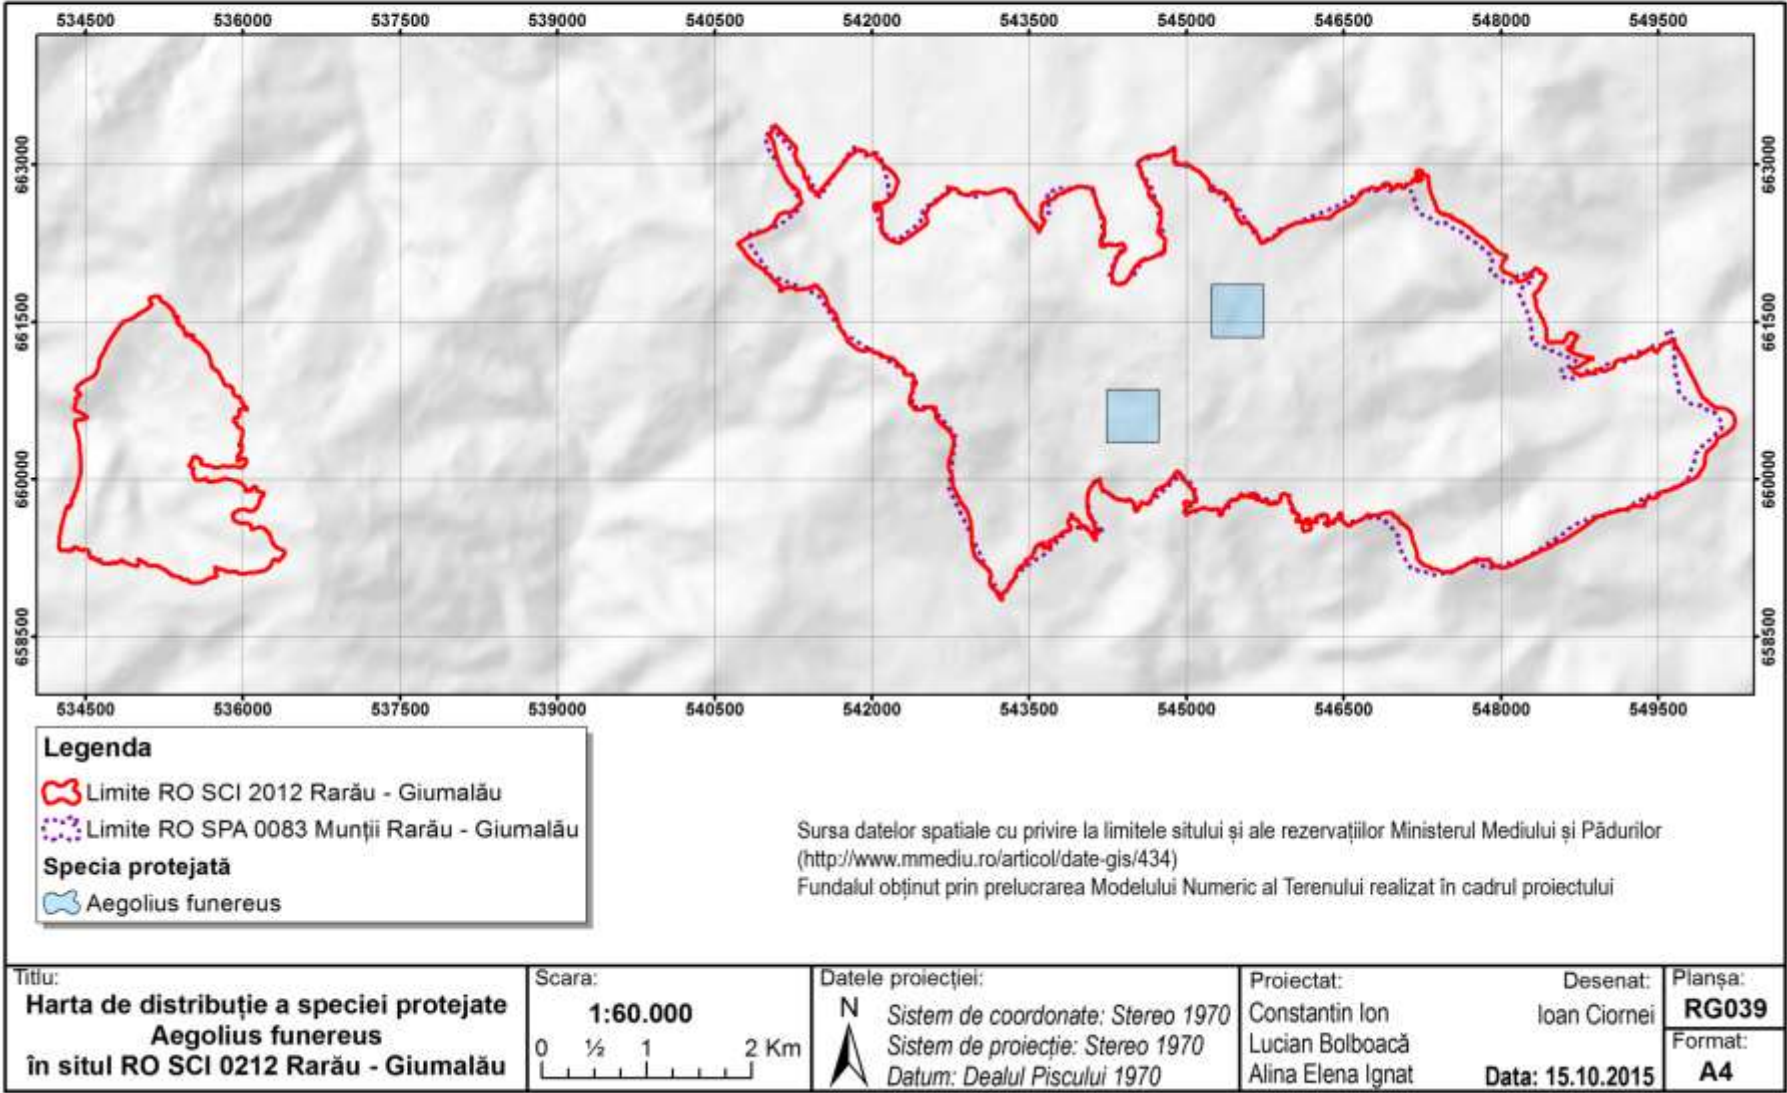 534500 536000 537500 539000 540500 542000 543500 545000 546500 548000 549500
663000 663000
661500 661500
660000 660000
658500 658500
534500 536000 537500 539000 540500 542000 543500 545000 546500 548000 549500
Legenda
Limite RO SCI 2012 Rarău - Giumalău
Limite RO SPA 0083 Munții Rarău - Giumalău
Specia protejată
Aegolius funereus
Sursa datelor spatiale cu privire la limitele sitului și ale rezervațiilor Ministerul Mediului și Pădurilor
(http://www.mmediu.ro/articol/date-gis/434)
Fundalul obținut prin prelucrarea Modelului Numeric al Terenului realizat în cadrul proiectului
Titlu:
Harta de distribuție a speciei protejate
Aegolius funereus
în situl RO SCI 0212 Rarău - Giumalău
Scara:
1:60.000
0 ½ 1 2 Km
Datele proiecției:
N
Sistem de coordonate: Stereo 1970
Sistem de proiecție: Stereo 1970
Datum: Dealul Piscului 1970
Proiectat:
Constantin Ion
Lucian Bolboacă
Alina Elena Ignat
Desenat:
Ioan Ciornei
Data: 15.10.2015
Planșa:
RG039
Format:
A4